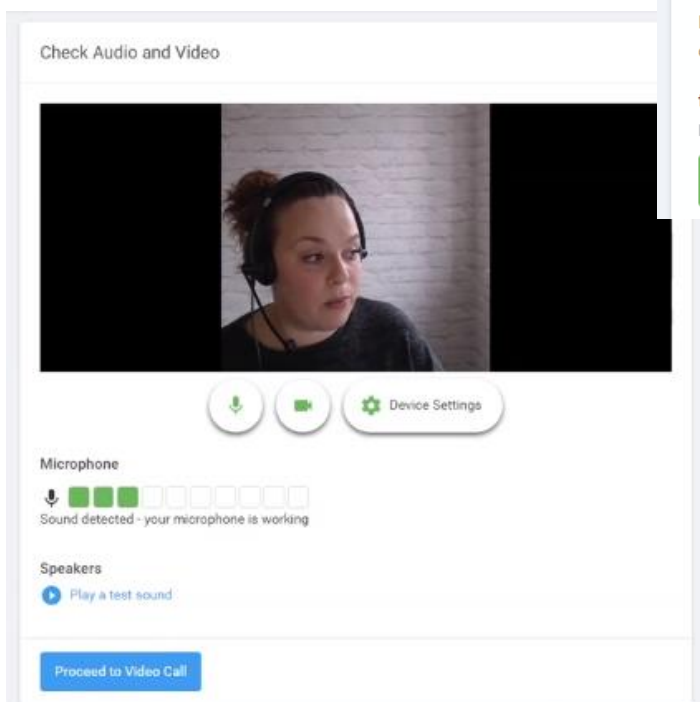 Check Audio and Video
Device Settings
Microphone
Sound detected - your microphone is working
Speakers
Play a test sound
Proceed to Video Call